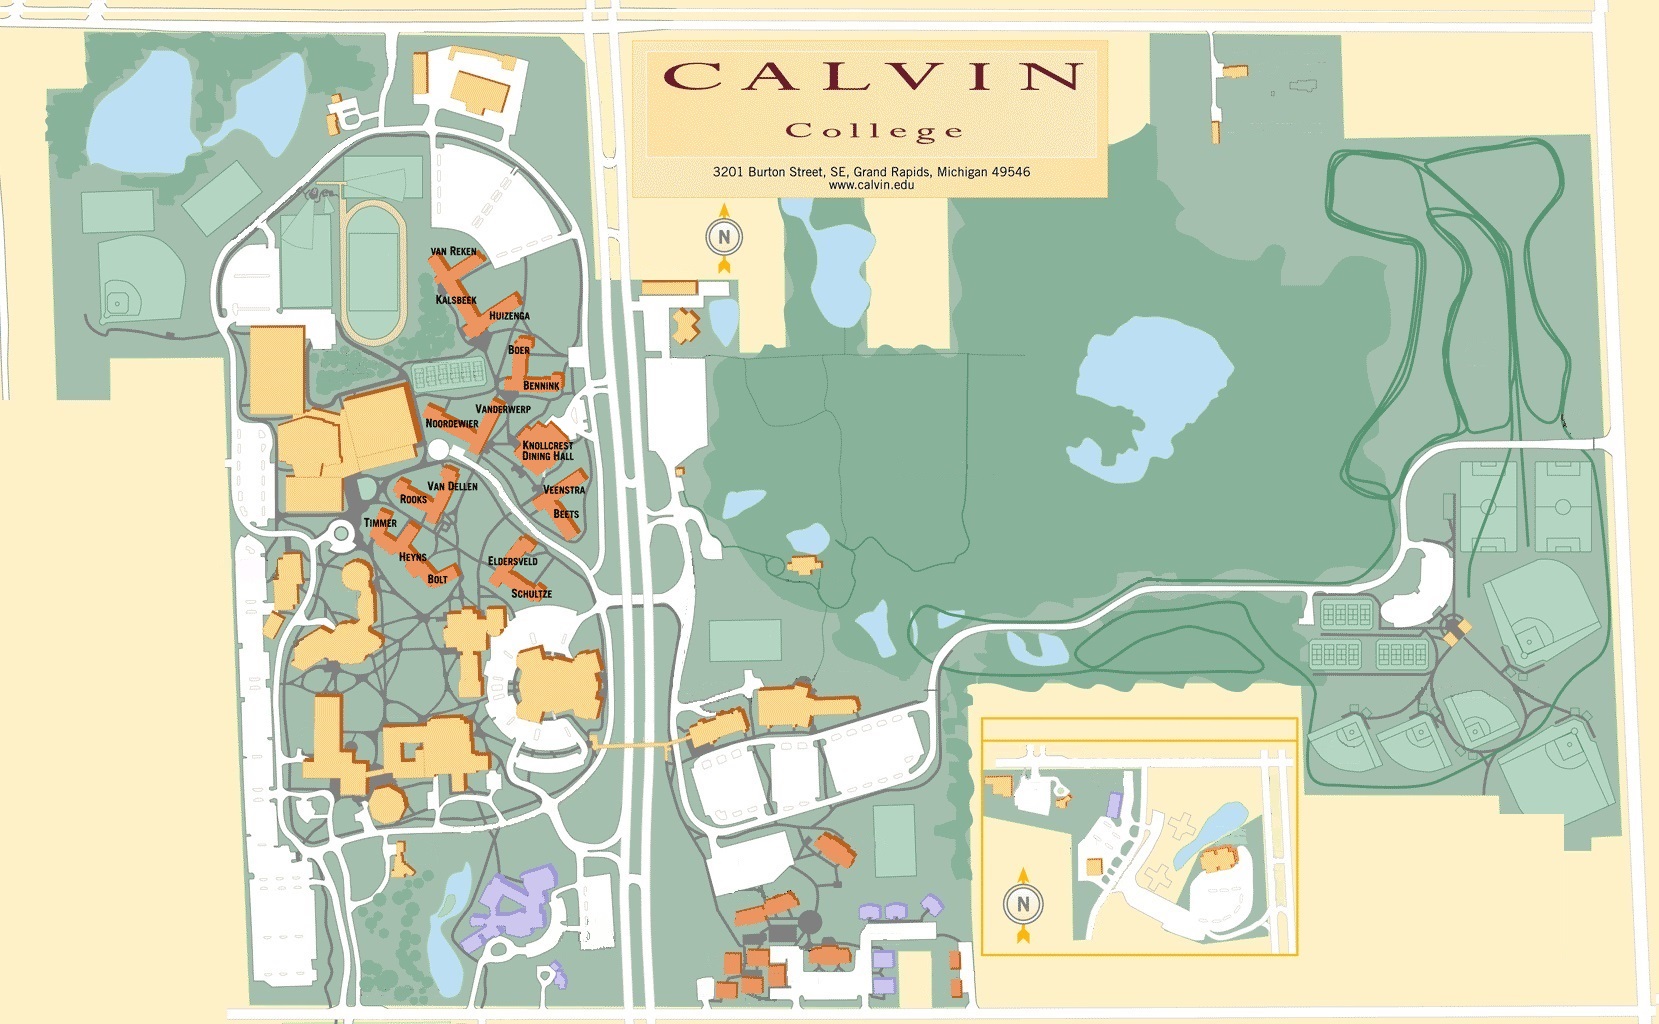 CALVIN
College
3201 Burton Street, SE, Grand Rapids, Michigan 49546
www.calvin.edu
N
VAN REKEN
KALSBEEK
HUIZENGA
BOER
BENNINK
VANDERWERP
NOORDEWIER
KNOLLCREST
DINING HALL
VAN DELLEN
ROOKS
VEENSTRA
BEETS
TIMMER
HEYNS
BOLT
ELDERSVELD
SCHULTZE
N